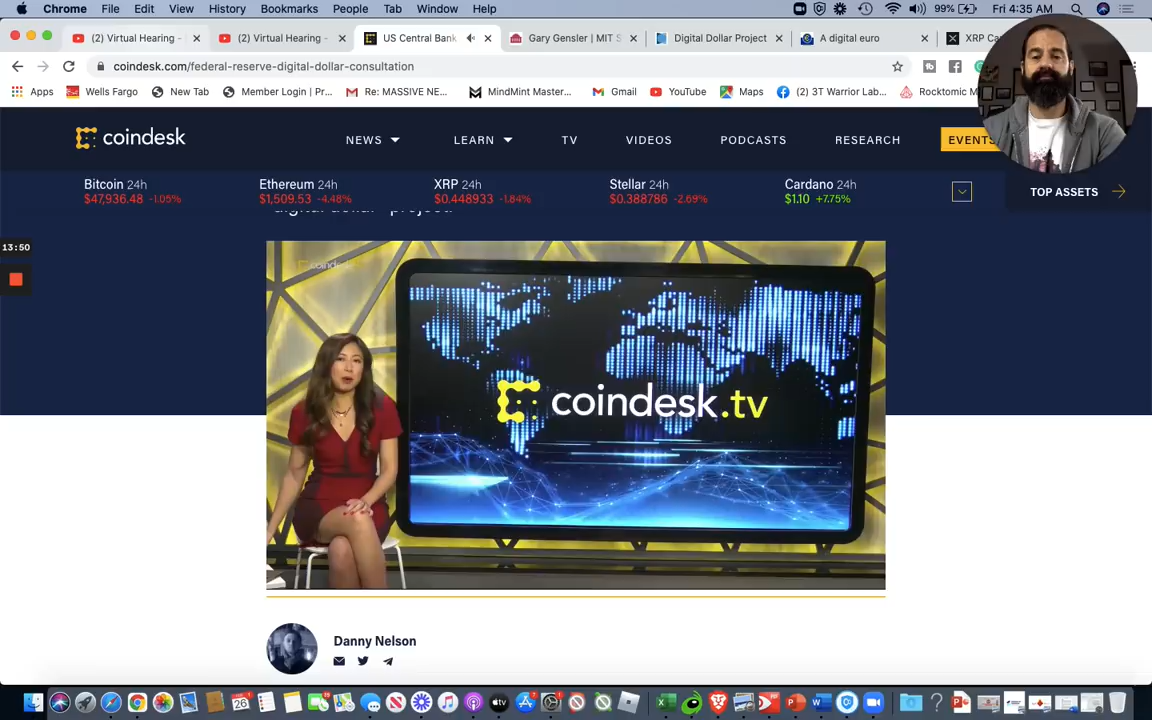 Chrome File Edit View History Bookmarks People Tab Window Help 99% Fri 4:35 AM
(2) Virtual Hearing - (2) Virtual Hearing - US Central Bank Gary Gensler | MIT S Digital Dollar Project A digital euro XRP Ca
coindesk.com/federal-reserve-digital-dollar-consultation
Apps Wells Fargo New Tab Member Login | Pr... Re: MASSIVE NE... MindMint Master... Gmail YouTube Maps (2) 3T Warrior Lab... Rocktomic M
coindesk NEWS LEARN TV VIDEOS PODCASTS RESEARCH EVENTS
Bitcoin 24h Ethereum 24h XRP 24h Stellar 24h Cardano 24h
$47,936.48 -1.05% $1,509.53 -4.48% $0.448933 -1.84% $0.388786 -2.69% $1.10 +7.75%
TOP ASSETS
13:50
coindesk
coindesk.tv
Danny Nelson
26